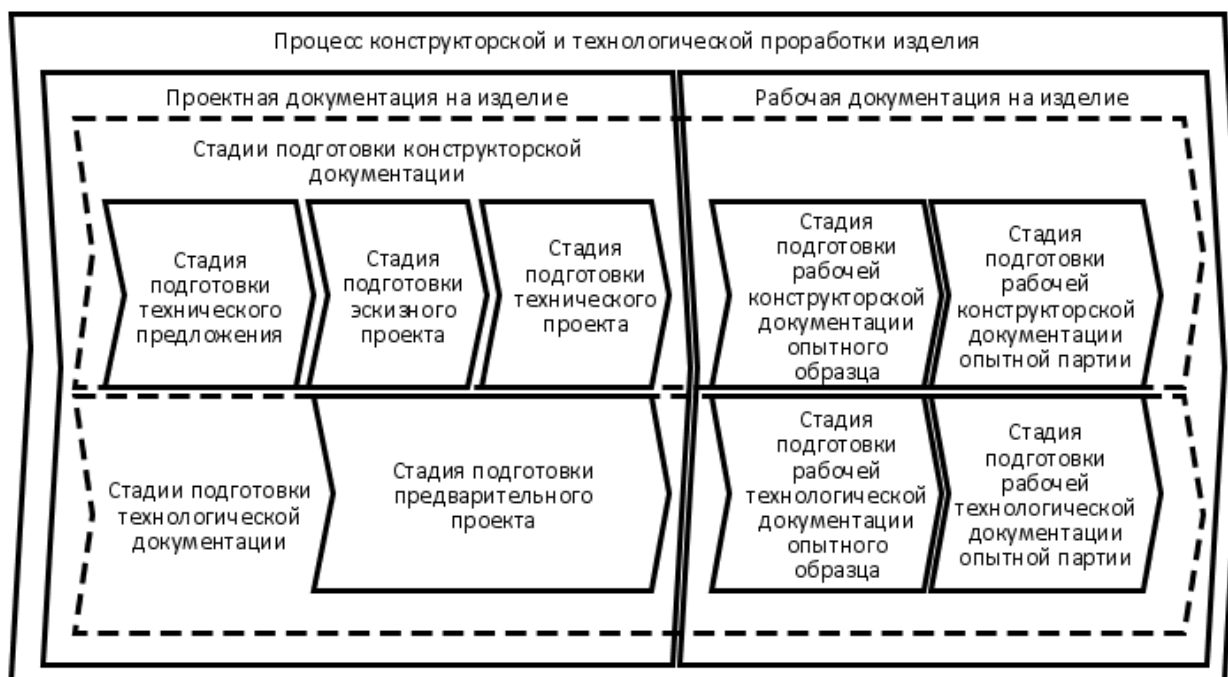 Процесс конструкторской и технологической проработки изделия
Проектная документация на изделие
Рабочая документация на изделие
Стадии подготовки конструкторской
документации
Стадия
подготовки
технического
предложения
Стадия
подготовки
эскизного
проекта
Стадия
подготовки
технического
проекта
Стадия
подготовки
рабочей
конструкторской
документации
опытного
образца
Стадия
подготовки
рабочей
конструкторской
документации
опытной партии
Стадии подготовки
технологической
документации
Стадия подготовки
предварительного
проекта
Стадия
подготовки
рабочей
технологической
документации
опытного
образца
Стадия
подготовки
рабочей
технологической
документации
опытной партии